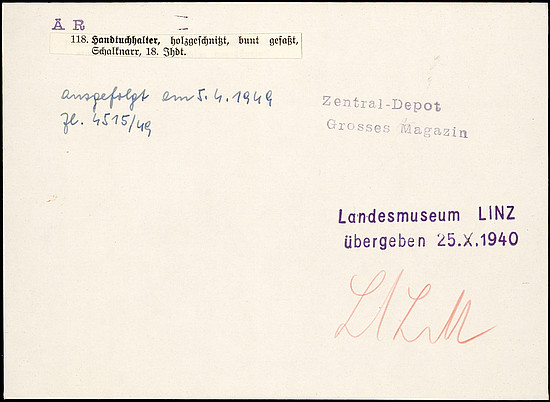 Ä R =
118. Handtuchhalter, holzgeschnitzt, bunt gefaßt,
Schalksnarr, 18. Jhdt.
ausgefolgt am 5. 4. 1949
Zl. 4515/49
Zentral-Depot
Grosses Magazin
Landesmuseum LINZ
übergeben 25.X.1940